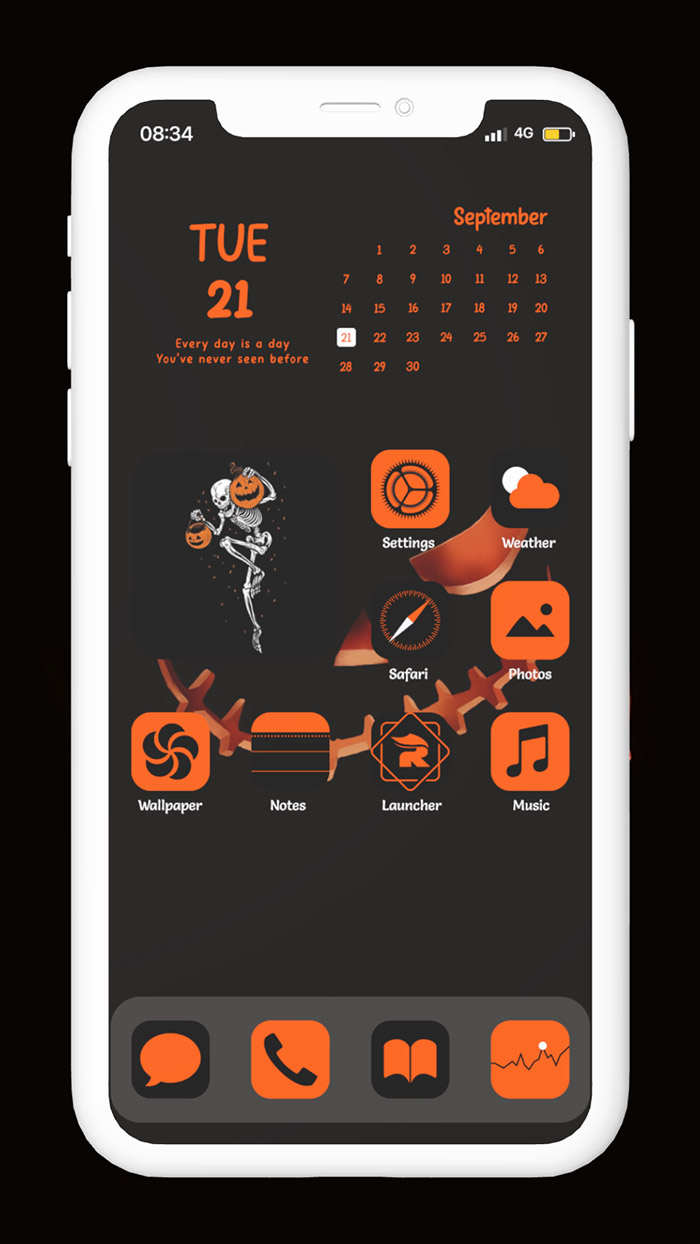 08:34
4G
TUE
21
Every day is a day
You've never seen before
September
1 2 3 4 5 6
7 8 9 10 11 12 13
14 15 16 17 18 19 20
21 22 23 24 25 26 27
28 29 30
Settings
Weather
Safari
Photos
Wallpaper
Notes
R
Launcher
Music